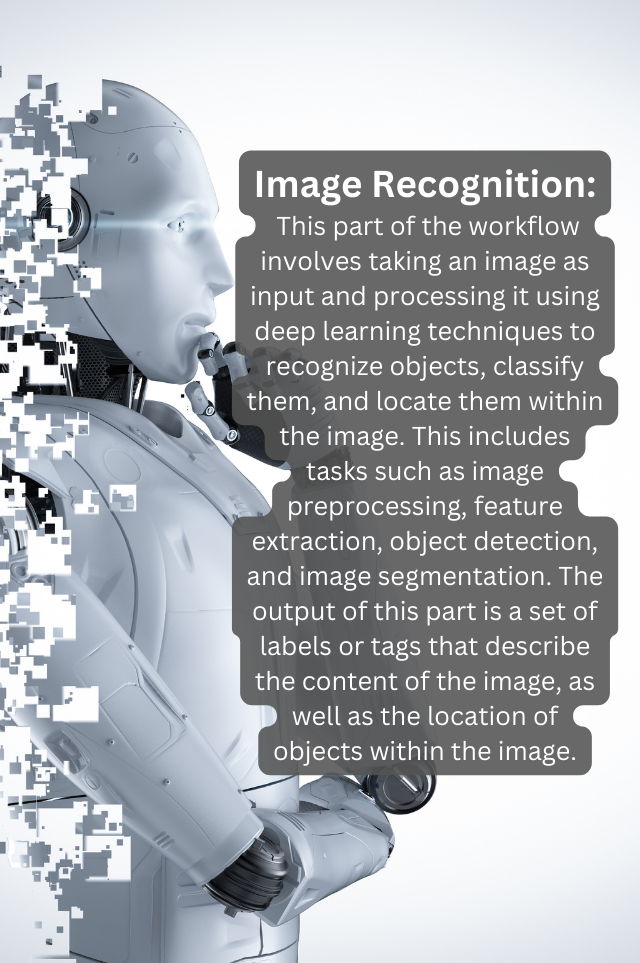 Image Recognition:
This part of the workflow
involves taking an image as
input and processing it using
deep learning techniques to
recognize objects, classify
them, and locate them within
the image. This includes
tasks such as image
preprocessing, feature
extraction, object detection,
and image segmentation. The
output of this part is a set of
labels or tags that describe
the content of the image, as
well as the location of
objects within the image.